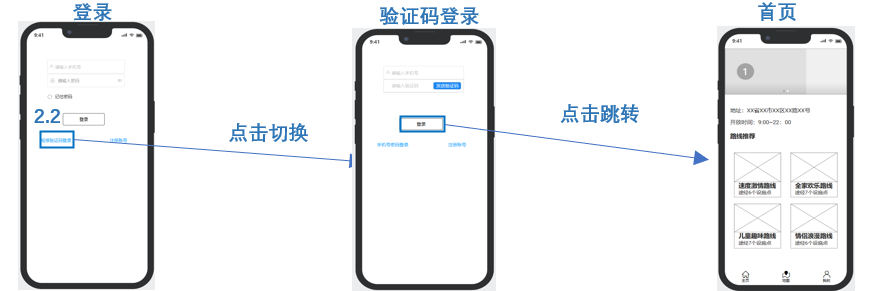 登录
验证码登录
首页
9:41
请输入手机号
请输入密码
记住密码
2.2
登录
短信验证码登录
注册账号
点击切换
9:41
请输入手机号
请输入验证码
发送验证码
登录
手机号密码登录
注册账号
点击跳转
9:41
1
地址：XX省XX市XX区XX路XX号
开放时间：9:00~22：00
路线推荐
速度激情路线
途经6个设施点
全家欢乐路线
途经7个设施点
儿童趣味路线
途经7个设施点
情侣浪漫路线
途经6个设施点
主页
地图
我的